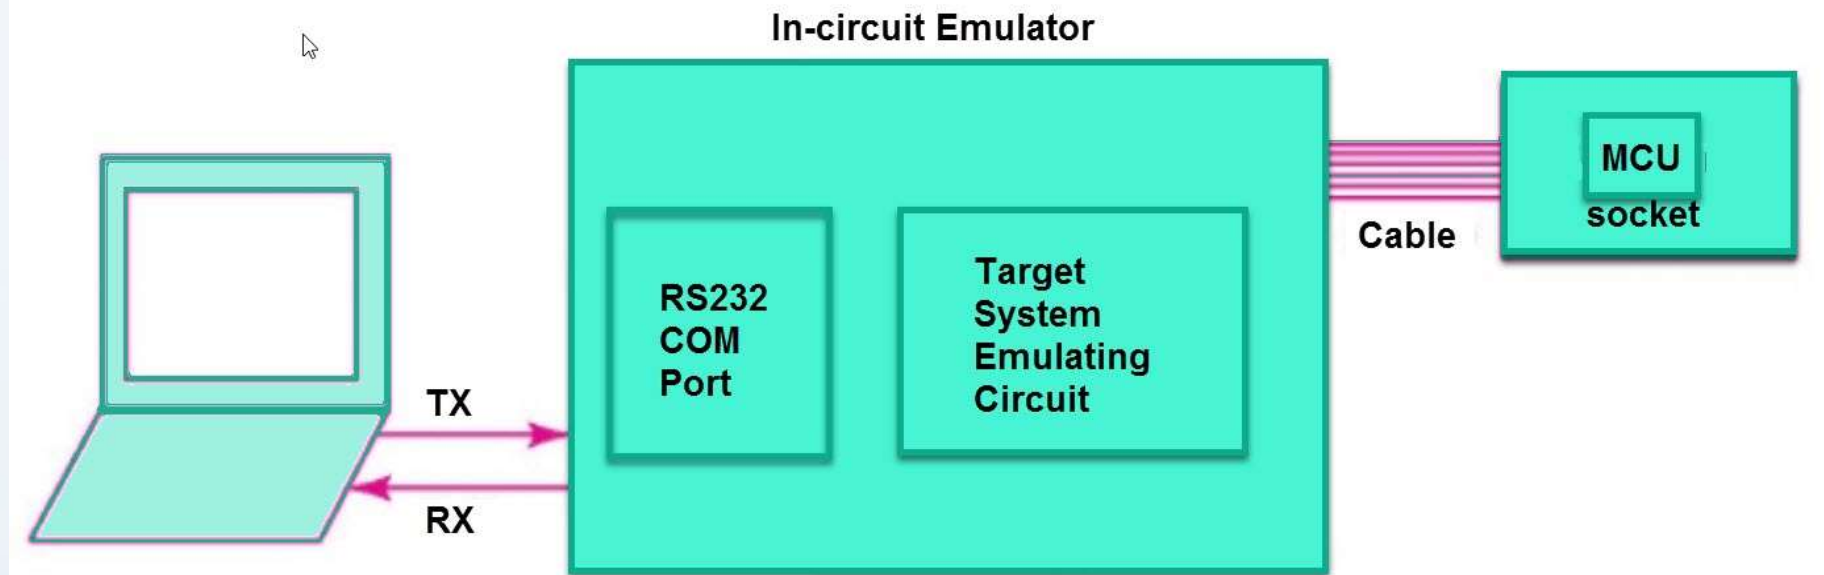 In-circuit Emulator
MCU
socket
Cable
RS232
COM
Port
Target
System
Emulating
Circuit
TX
RX